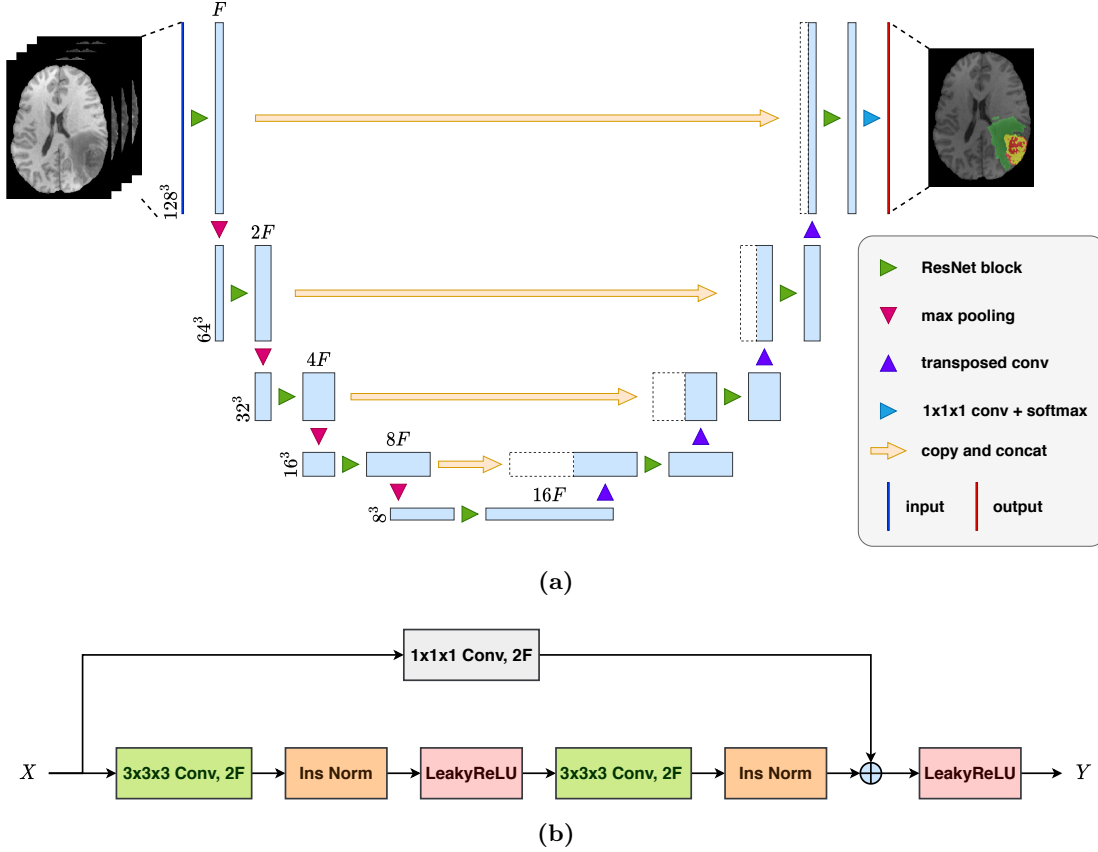 F
128³
2F
64³
4F
32³
8F
16³
16F
8³
ResNet block
max pooling
transposed conv
1x1x1 conv + softmax
copy and concat
input
output
(a)
1x1x1 Conv, 2F
X
3x3x3 Conv, 2F
Ins Norm
LeakyReLU
3x3x3 Conv, 2F
Ins Norm
LeakyReLU
Y
(b)